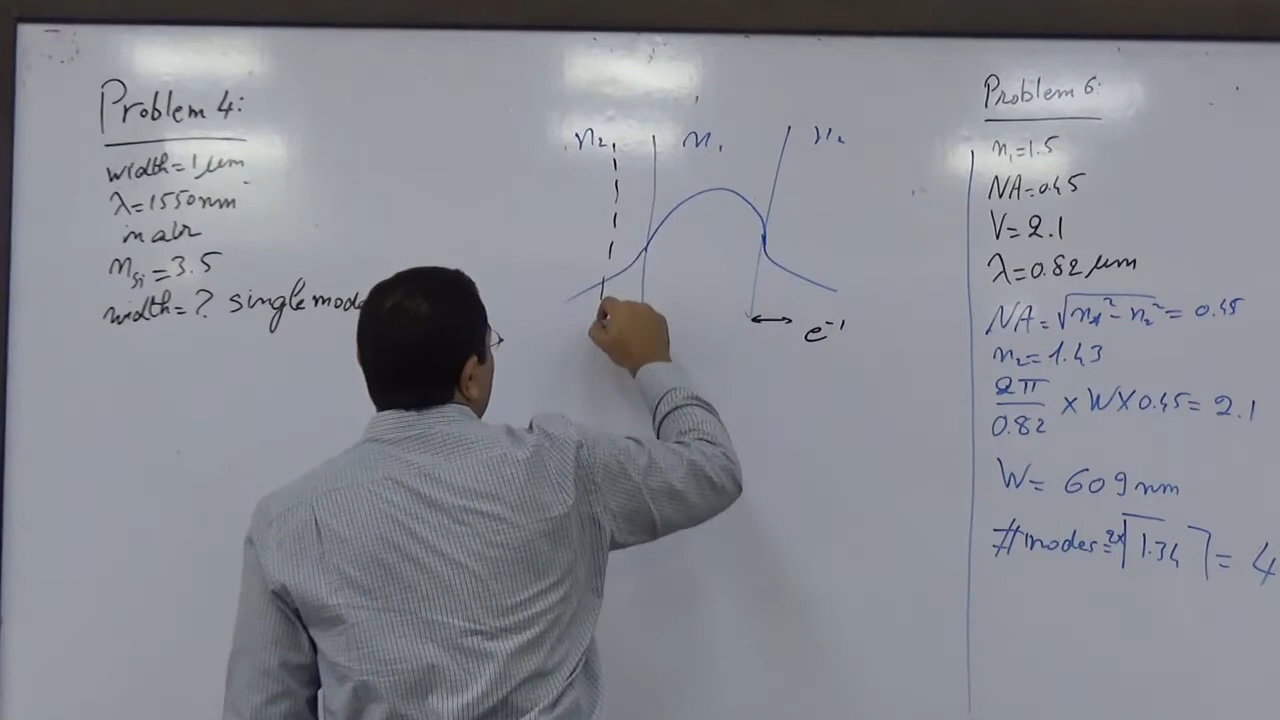 Problem 4:
width = 1 μm
λ = 1550 nm
in air
n_Si = 3.5
width = ? single mode
n₂ n₁ n₂
e⁻¹
Problem 6:
n₁ = 1.5
NA = 0.45
V = 2.1
λ = 0.82 μm
NA = √(n₁² - n₂²) = 0.45
n₂ = 1.43
2π/0.82 × W × 0.45 = 2.1
W = 609 nm
# modes = 2×⌈1.34⌉ = 4